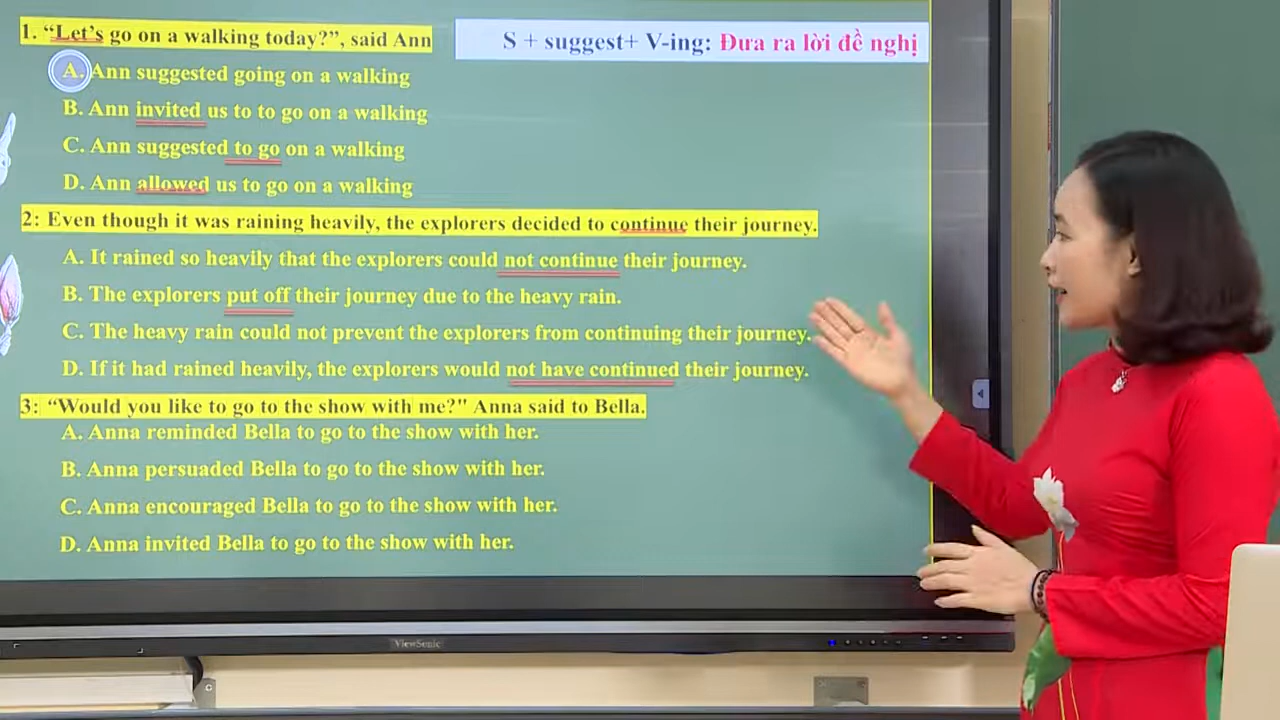 1. “Let’s go on a walking today?”, said Ann
S + suggest+ V-ing: Đưa ra lời đề nghị
A. Ann suggested going on a walking
B. Ann invited us to to go on a walking
C. Ann suggested to go on a walking
D. Ann allowed us to go on a walking
2: Even though it was raining heavily, the explorers decided to continue their journey.
A. It rained so heavily that the explorers could not continue their journey.
B. The explorers put off their journey due to the heavy rain.
C. The heavy rain could not prevent the explorers from continuing their journey.
D. If it had rained heavily, the explorers would not have continued their journey.
3: “Would you like to go to the show with me?" Anna said to Bella.
A. Anna reminded Bella to go to the show with her.
B. Anna persuaded Bella to go to the show with her.
C. Anna encouraged Bella to go to the show with her.
D. Anna invited Bella to go to the show with her.
ViewSonic